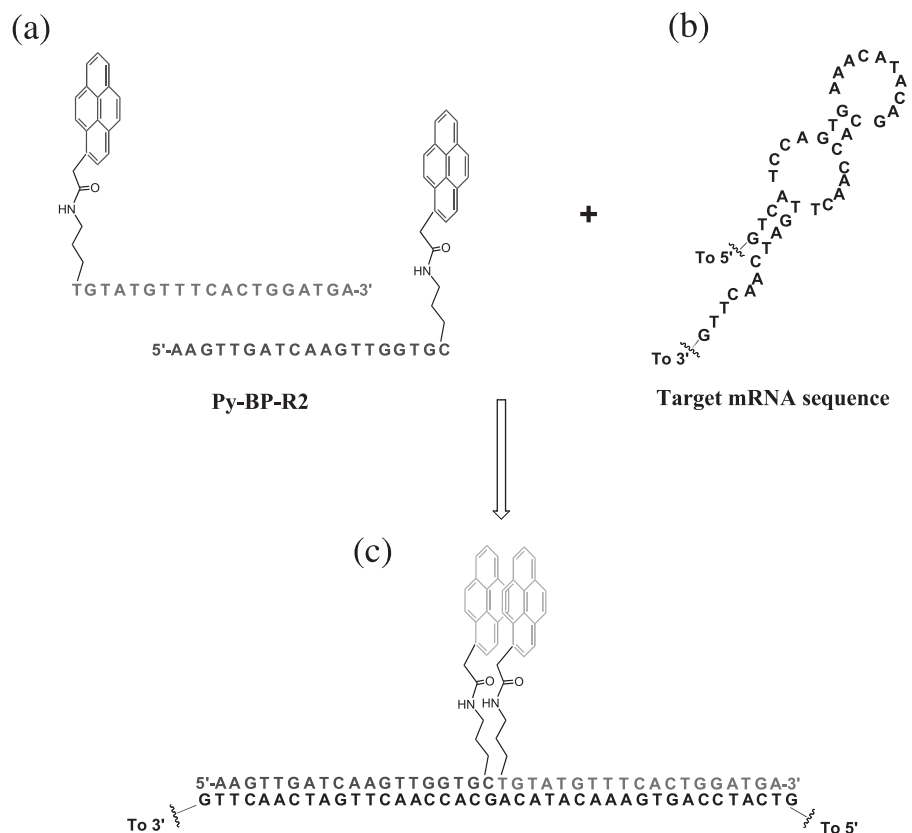 (a)
O
HN
TGTATGTTTCACTGGATGA-3'
O
HN
5'-AAGTTGATCAAGTTGGTGC
Py-BP-R2
+
(b)
To 5'
GTCATCCAGTGAAACATACAGCACCAACTTGATCAACTTG
To 3'
Target mRNA sequence
(c)
O
HN
O
HN
5'-AAGTTGATCAAGTTGGTGCTGTATGTTTCACTGGATGA-3'
GTTCAACTAGTTCAACCACGACATACAAAGTGACCTACTG
To 3'
To 5'